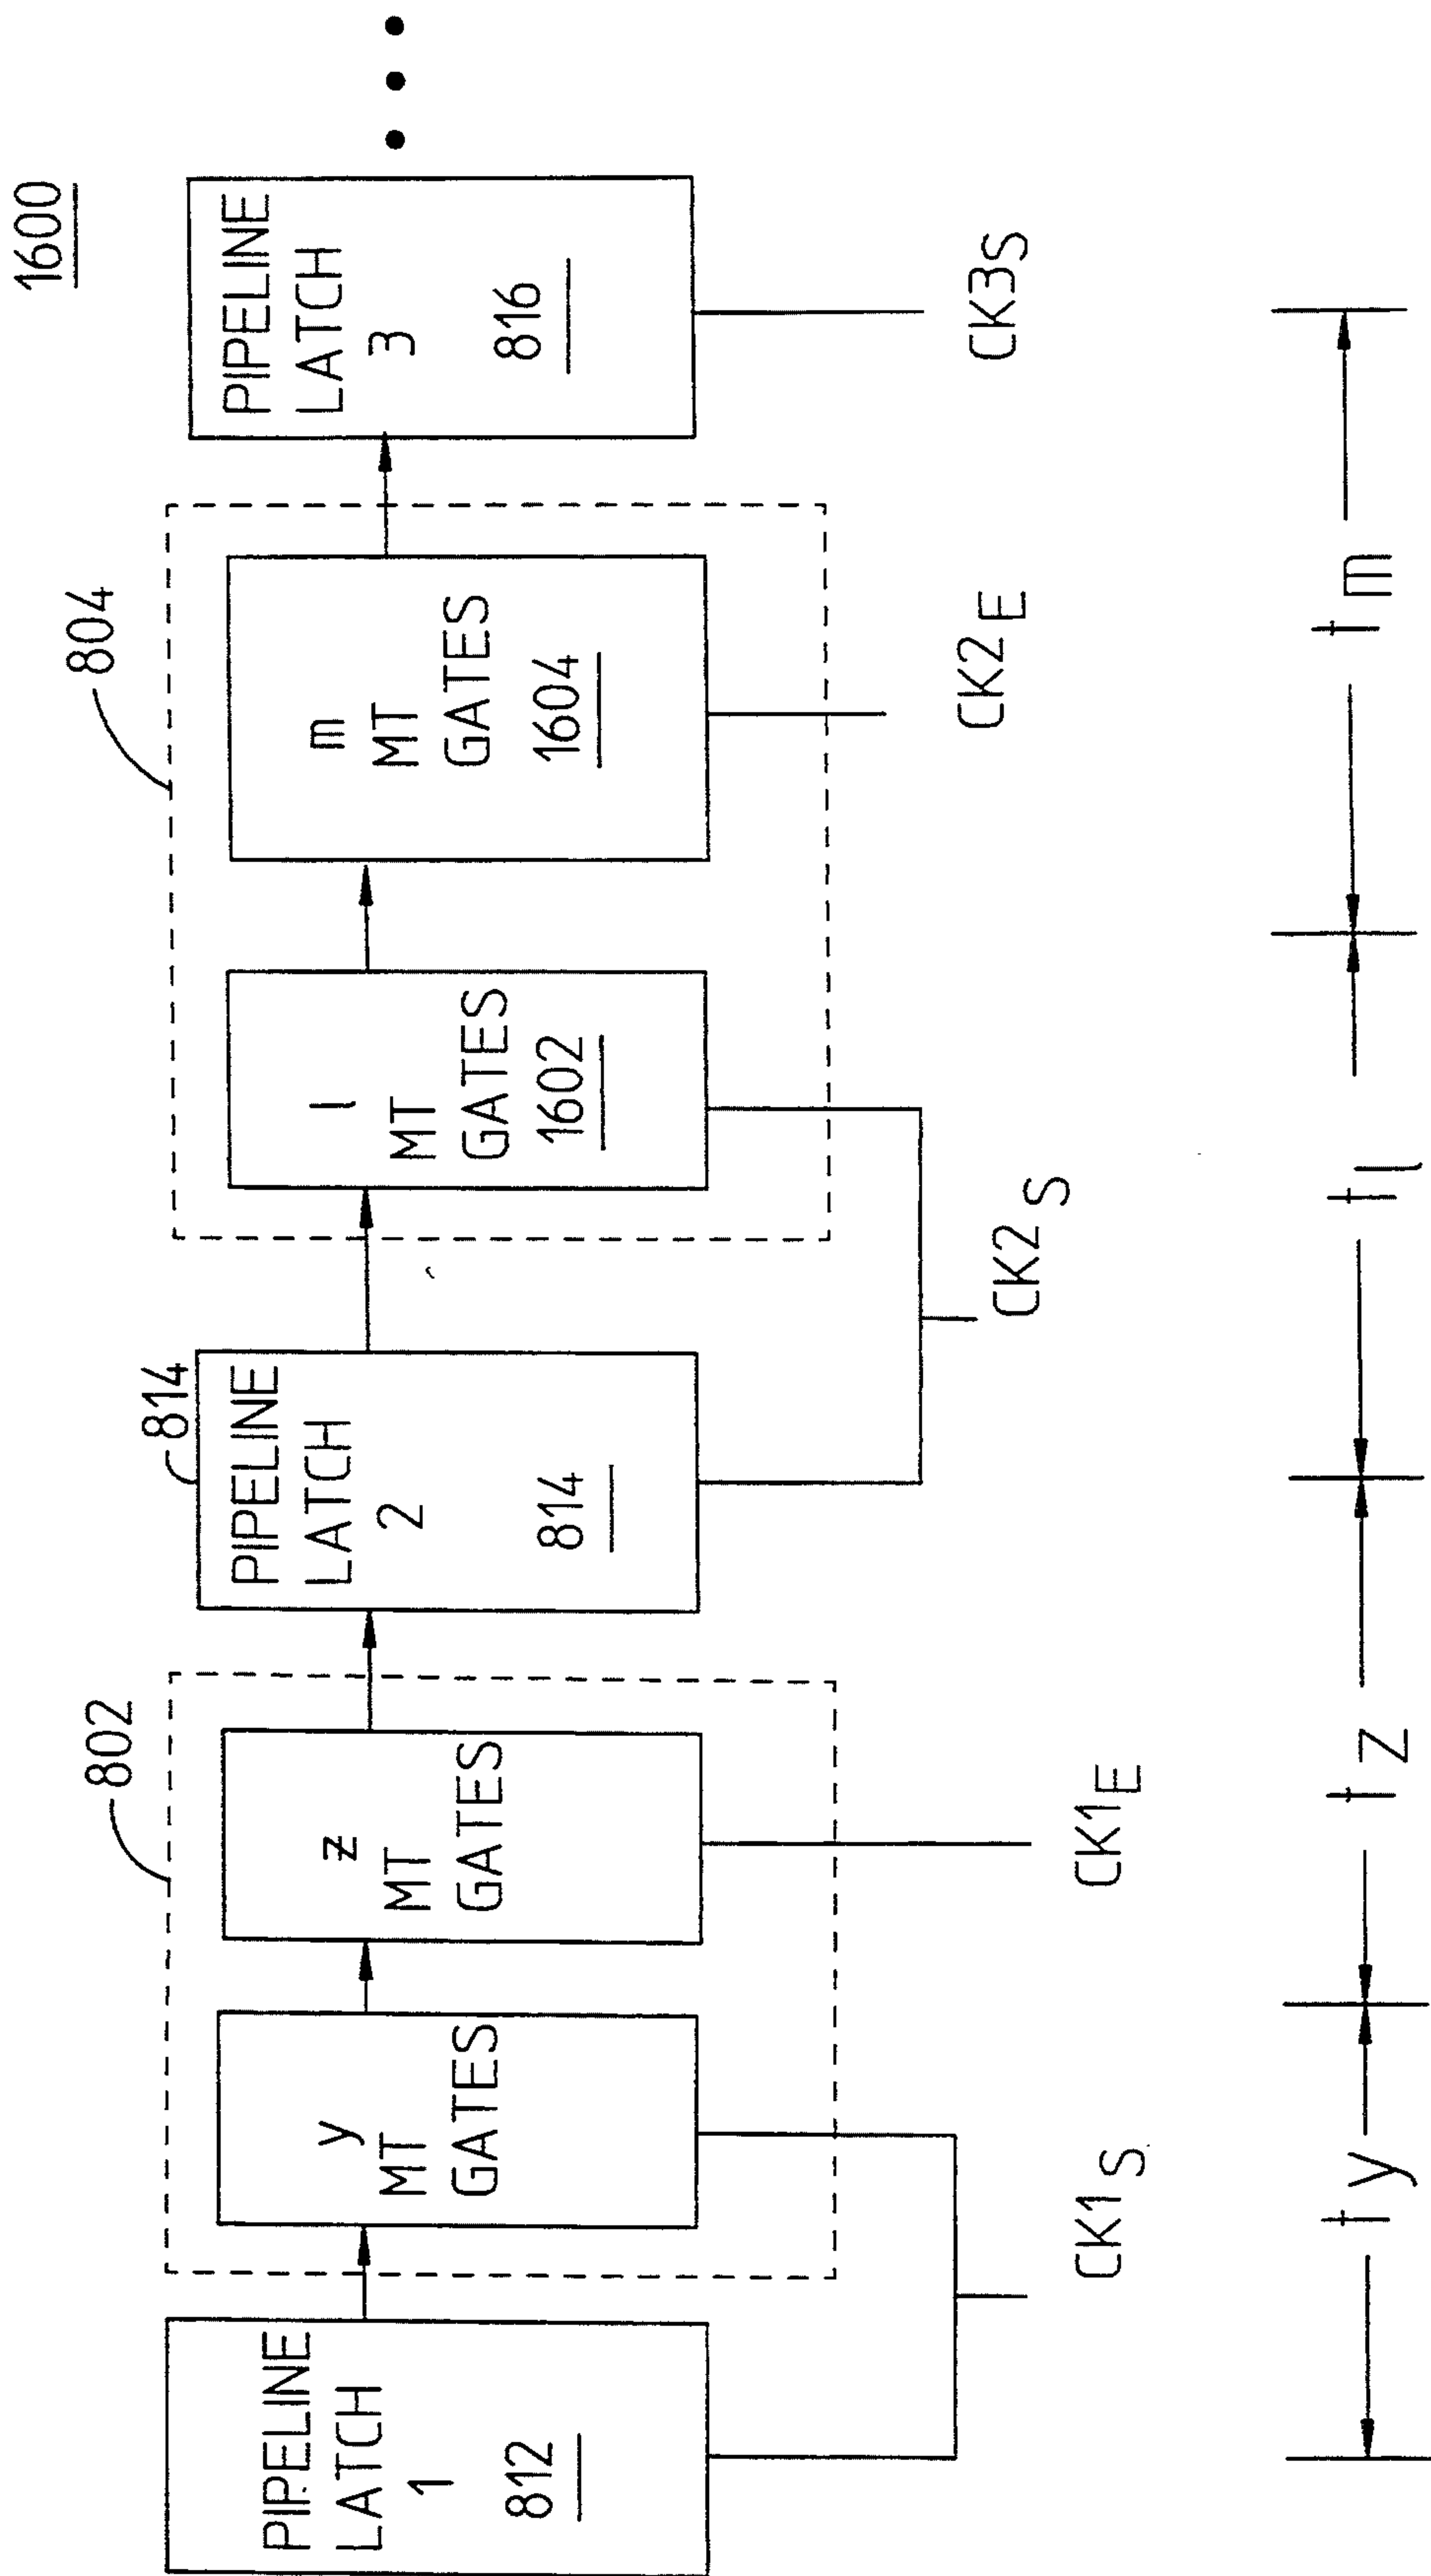 1600
802
814
804
PIPELINE
LATCH
1
812
y
MT
GATES
z
MT
GATES
PIPELINE
LATCH
2
814
l
MT
GATES
1602
m
MT
GATES
1604
PIPELINE
LATCH
3
816
CK1S
CK1E
CK2S
CK2E
CK3S
ty
tz
tl
tm